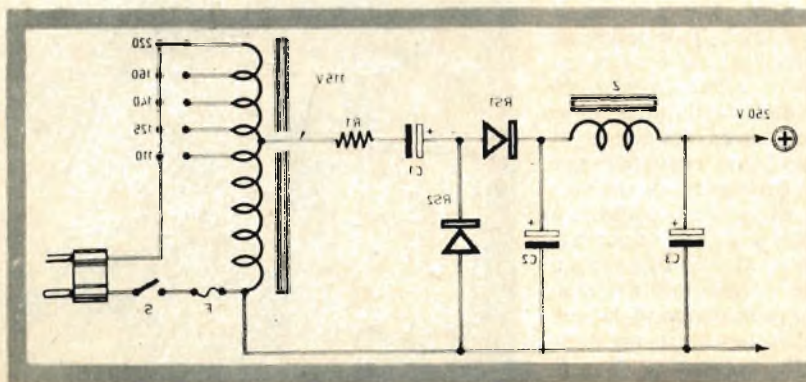 220
160
140
125
110
115V
R1
+
C1
RS1
RS2
Z
250 V
+
+
C2
+
C3
S
F